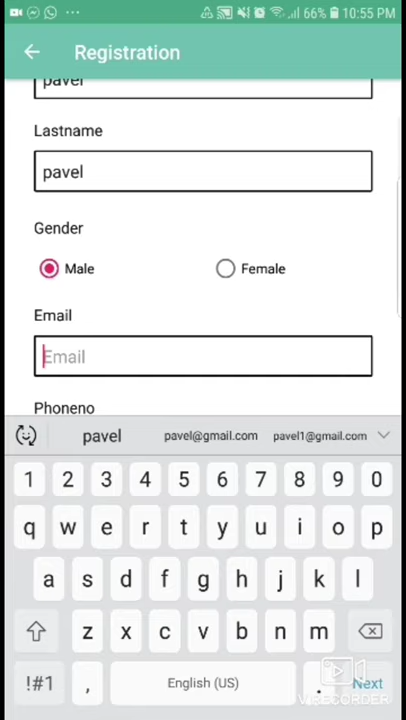 66% 10:55 PM
Registration
pavel
Lastname
pavel
Gender
Male Female
Email
Email
Phoneno
pavel pavel@gmail.com pavel1@gmail.com
1 2 3 4 5 6 7 8 9 0
q w e r t y u i o p
a s d f g h j k l
z x c v b n m
!#1 , English (US) . Next
VIRECORDER